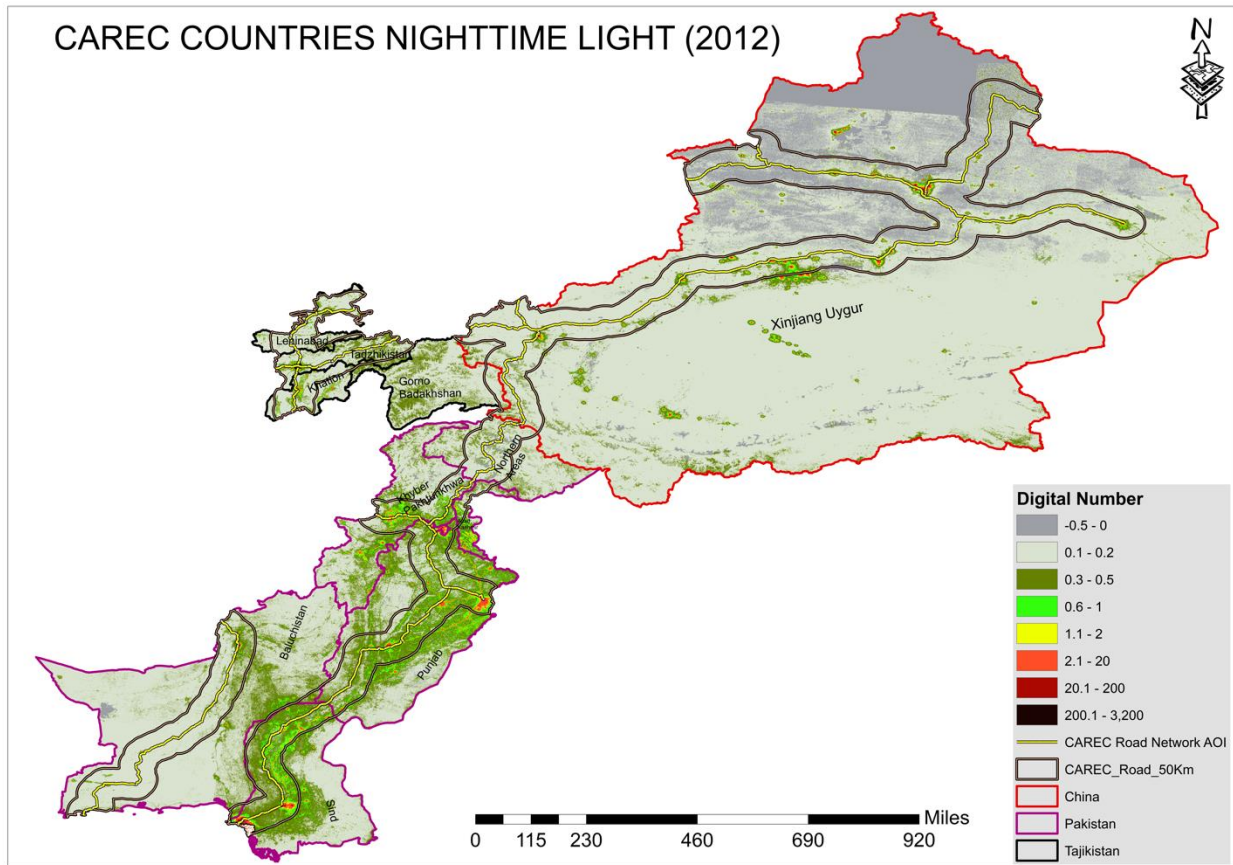 CAREC COUNTRIES NIGHTTIME LIGHT (2012)
N
Xinjiang Uygur
Leninabad
Tadzhikistan
Khatlon
Gorno
Badakhshan
Northern
Areas
Khyber
Pakhtunkhwa
Baluchistan
Punjab
Sind
Digital Number
-0.5 - 0
0.1 - 0.2
0.3 - 0.5
0.6 - 1
1.1 - 2
2.1 - 20
20.1 - 200
200.1 - 3,200
CAREC Road Network AOI
CAREC_Road_50Km
China
Pakistan
Tajikistan
Miles
0 115 230 460 690 920